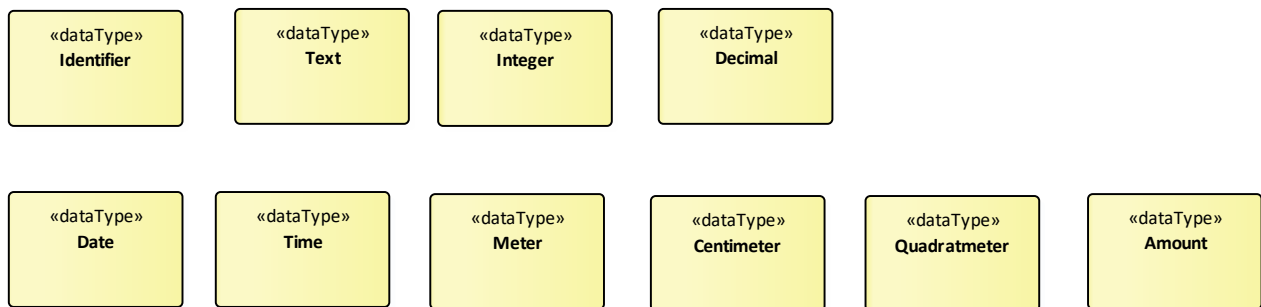 «dataType»
Identifier
«dataType»
Text
«dataType»
Integer
«dataType»
Decimal
«dataType»
Date
«dataType»
Time
«dataType»
Meter
«dataType»
Centimeter
«dataType»
Quadratmeter
«dataType»
Amount